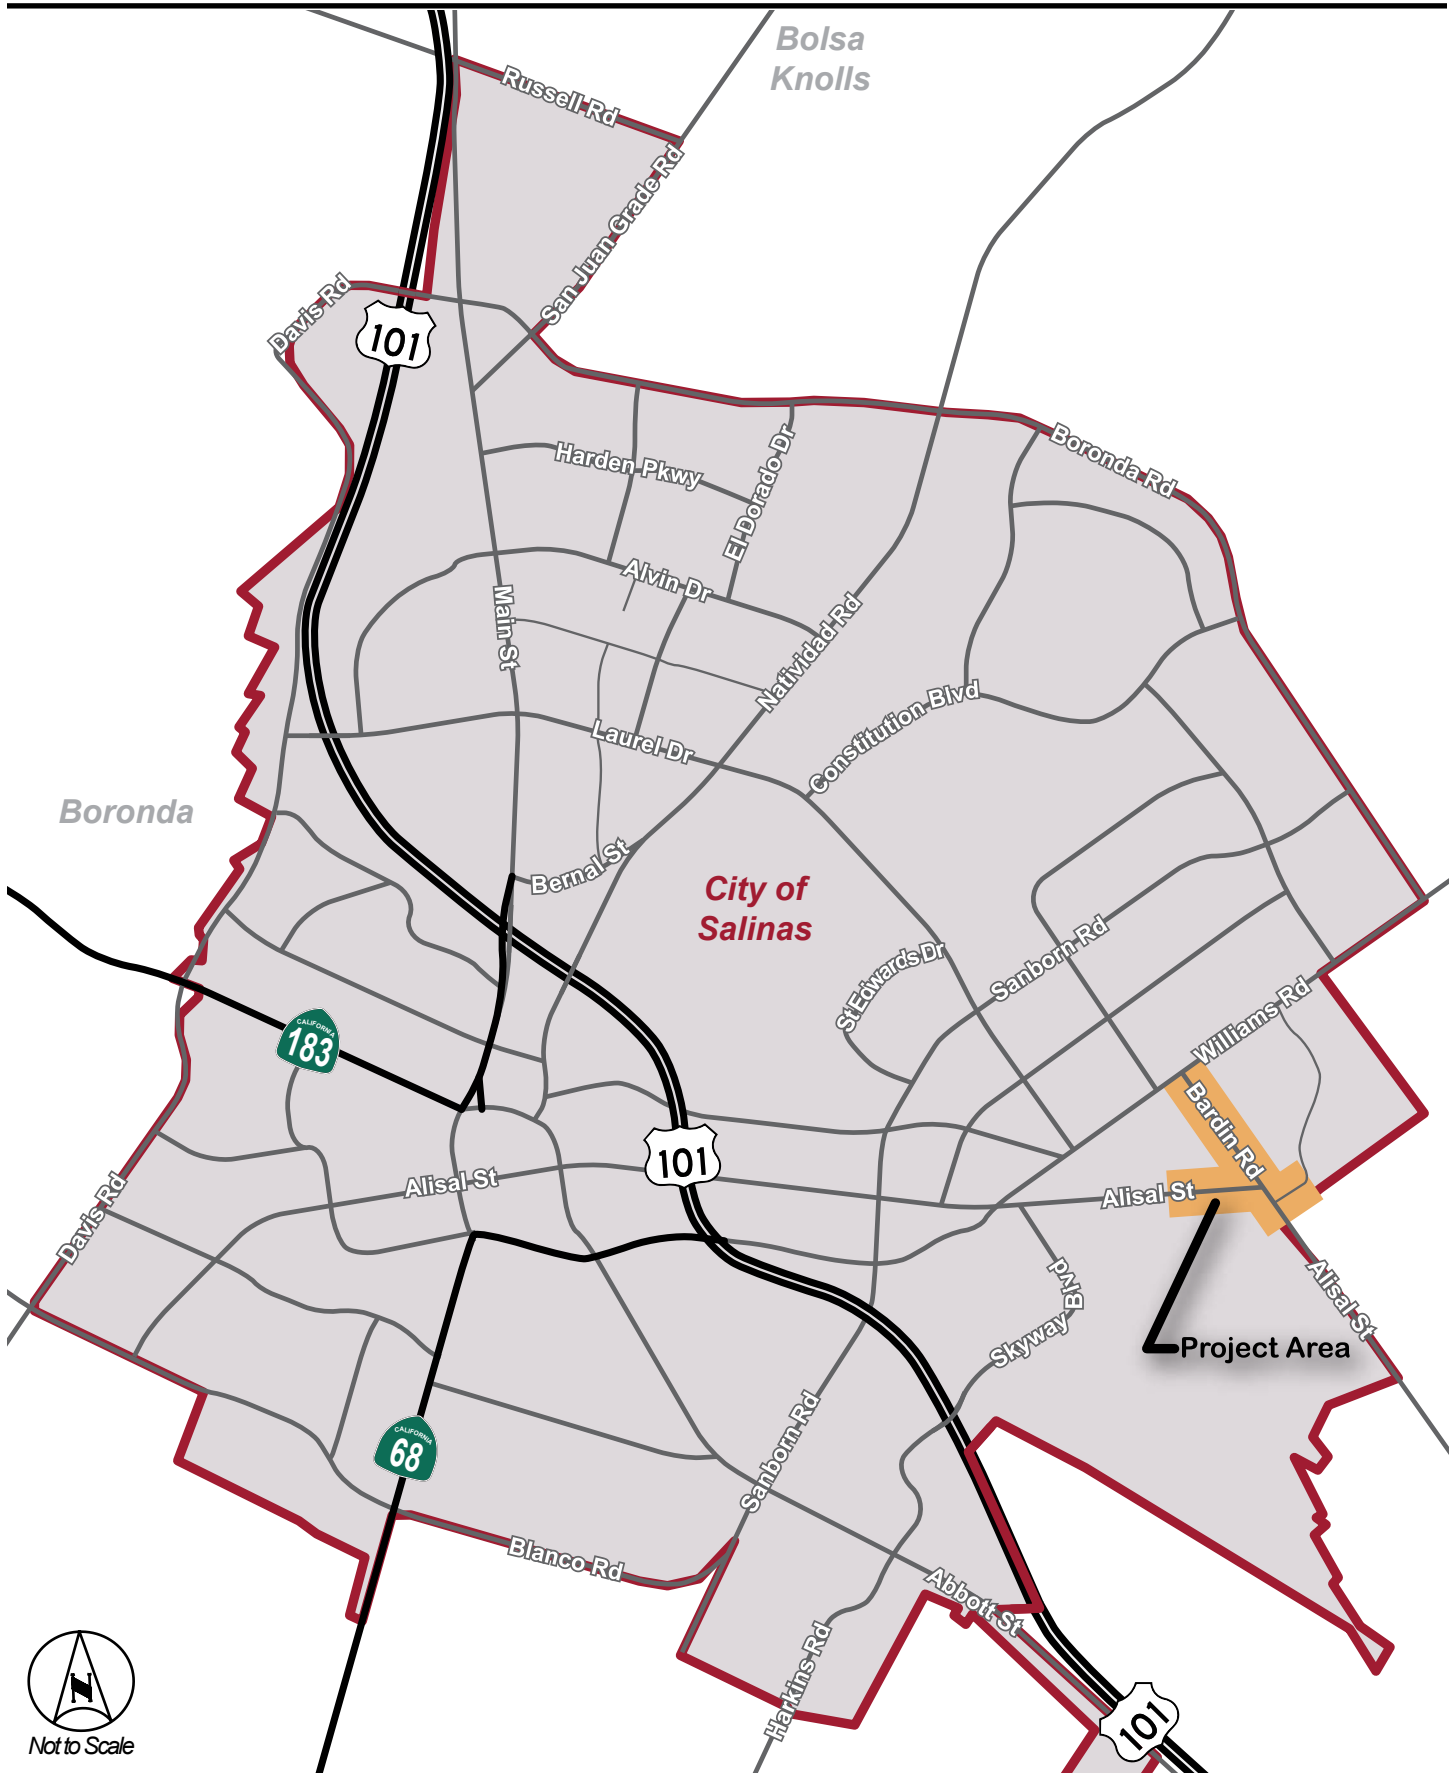 Bolsa
Knolls
Russell Rd
San Juan Grade Rd
Davis Rd
101
Boronda Rd
Harden Pkwy
El Dorado Dr
Alvin Dr
Main St
Natividad Rd
Constitution Blvd
Laurel Dr
Boronda
Bernal St
City of
Salinas
St Edwards Dr
Sanborn Rd
Williams Rd
CALIFORNIA
183
Bardin Rd
101
Alisal St
Alisal St
Davis Rd
Skyway Blvd
Alisal St
Project Area
Sanborn Rd
CALIFORNIA
68
Blanco Rd
Abbott St
Harkins Rd
N
101
Not to Scale